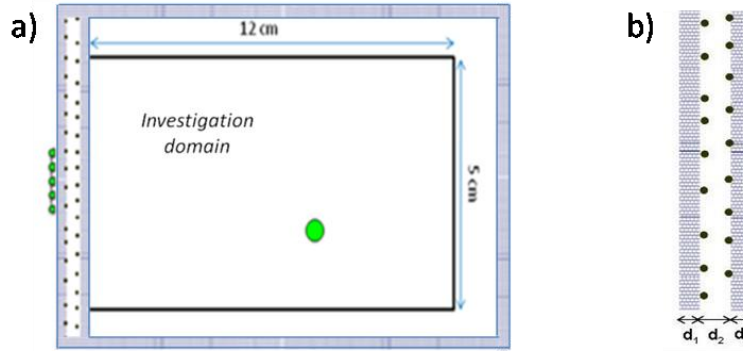 a)
12 cm
Investigation
domain
5 cm
b)
d1 d2 d